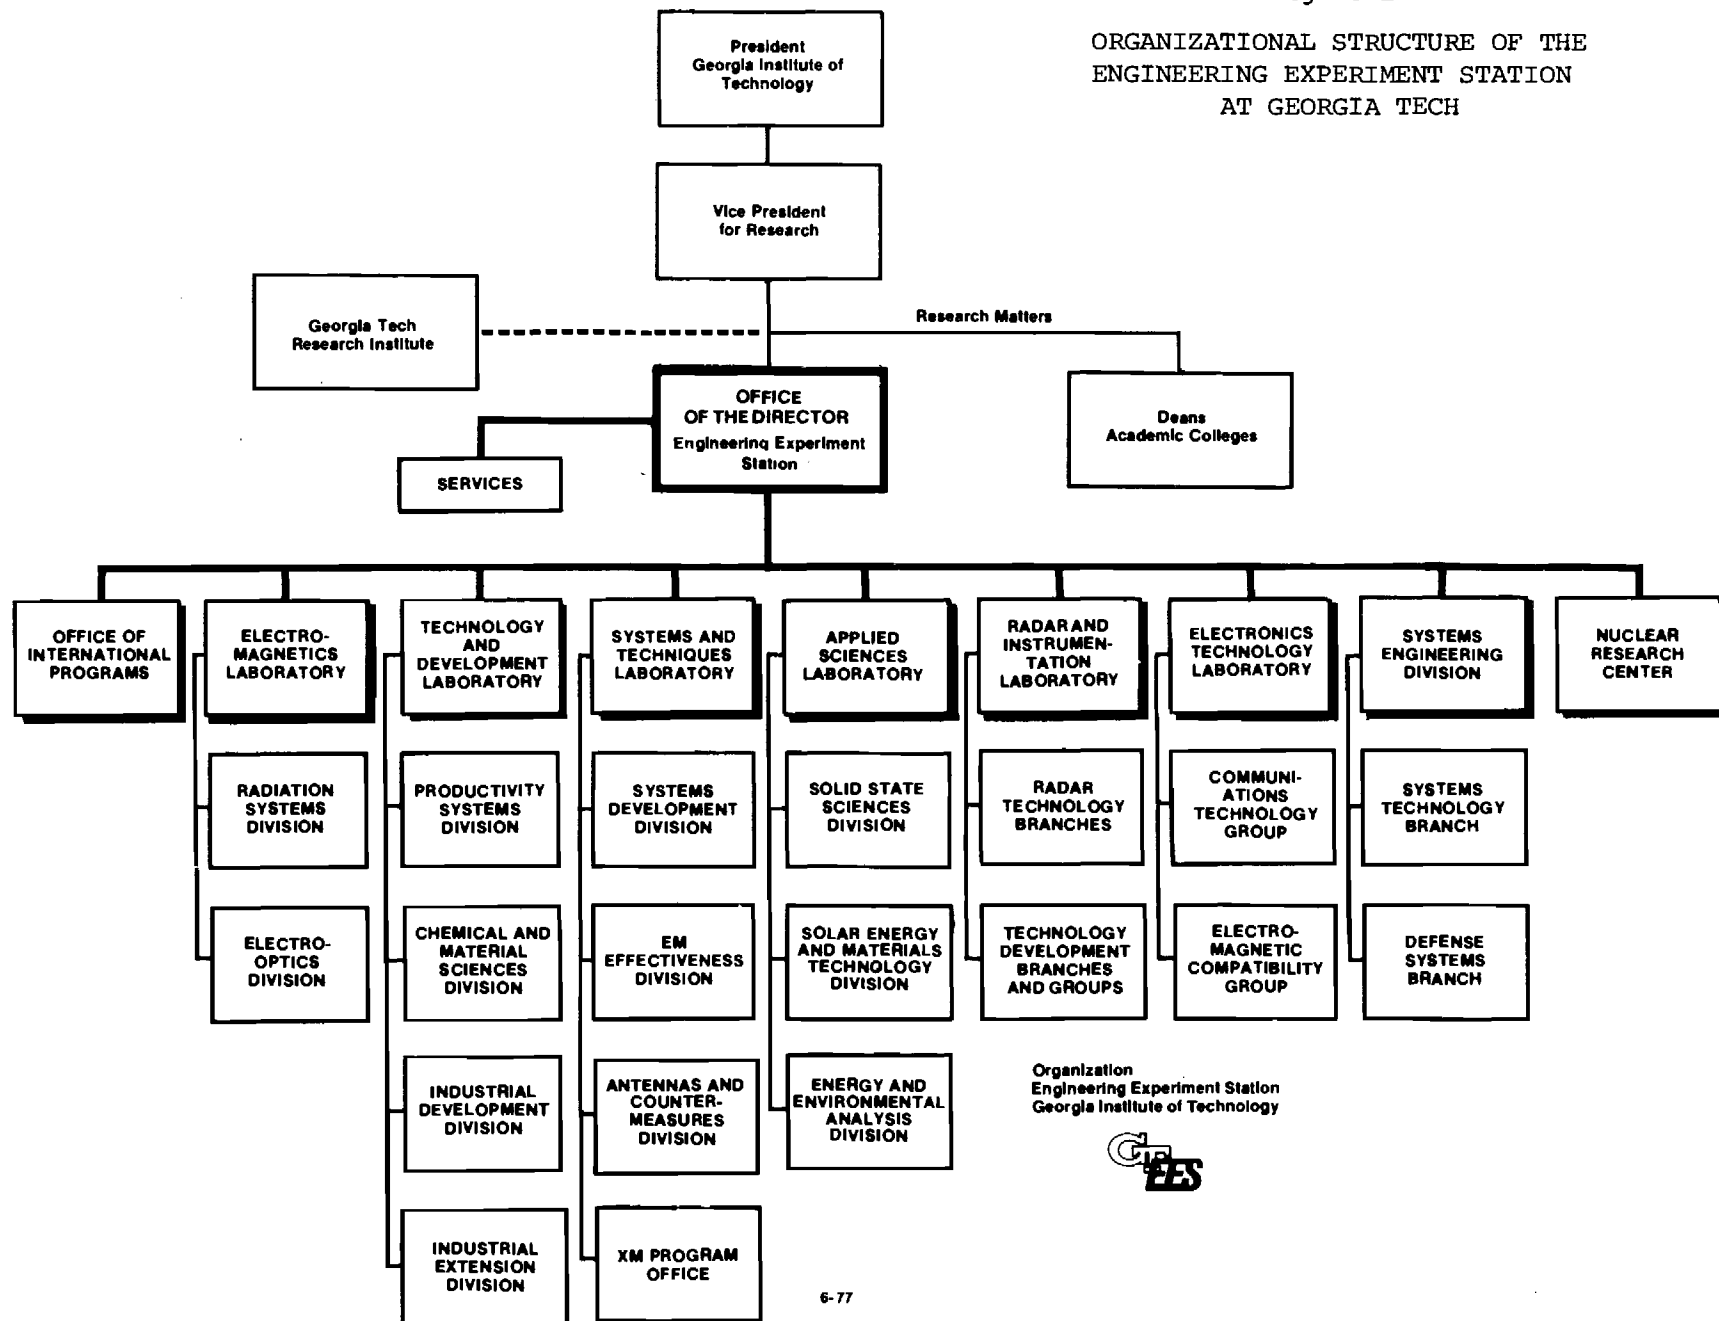 ORGANIZATIONAL STRUCTURE OF THE
ENGINEERING EXPERIMENT STATION
AT GEORGIA TECH
President
Georgia Institute of
Technology
Vice President
for Research
Georgia Tech
Research Institute
Research Matters
OFFICE
OF THE DIRECTOR
Engineering Experiment
Station
Deans
Academic Colleges
SERVICES
OFFICE OF
INTERNATIONAL
PROGRAMS
ELECTRO-
MAGNETICS
LABORATORY
TECHNOLOGY
AND
DEVELOPMENT
LABORATORY
SYSTEMS AND
TECHNIQUES
LABORATORY
APPLIED
SCIENCES
LABORATORY
RADAR AND
INSTRUMEN-
TATION
LABORATORY
ELECTRONICS
TECHNOLOGY
LABORATORY
SYSTEMS
ENGINEERING
DIVISION
NUCLEAR
RESEARCH
CENTER
RADIATION
SYSTEMS
DIVISION
PRODUCTIVITY
SYSTEMS
DIVISION
SYSTEMS
DEVELOPMENT
DIVISION
SOLID STATE
SCIENCES
DIVISION
RADAR
TECHNOLOGY
BRANCHES
COMMUNI-
ATIONS
TECHNOLOGY
GROUP
SYSTEMS
TECHNOLOGY
BRANCH
ELECTRO-
OPTICS
DIVISION
CHEMICAL AND
MATERIAL
SCIENCES
DIVISION
EM
EFFECTIVENESS
DIVISION
SOLAR ENERGY
AND MATERIALS
TECHNOLOGY
DIVISION
TECHNOLOGY
DEVELOPMENT
BRANCHES
AND GROUPS
ELECTRO-
MAGNETIC
COMPATIBILITY
GROUP
DEFENSE
SYSTEMS
BRANCH
INDUSTRIAL
DEVELOPMENT
DIVISION
ANTENNAS AND
COUNTER-
MEASURES
DIVISION
ENERGY AND
ENVIRONMENTAL
ANALYSIS
DIVISION
Organization
Engineering Experiment Station
Georgia Institute of Technology
EES
INDUSTRIAL
EXTENSION
DIVISION
XM PROGRAM
OFFICE
6-77